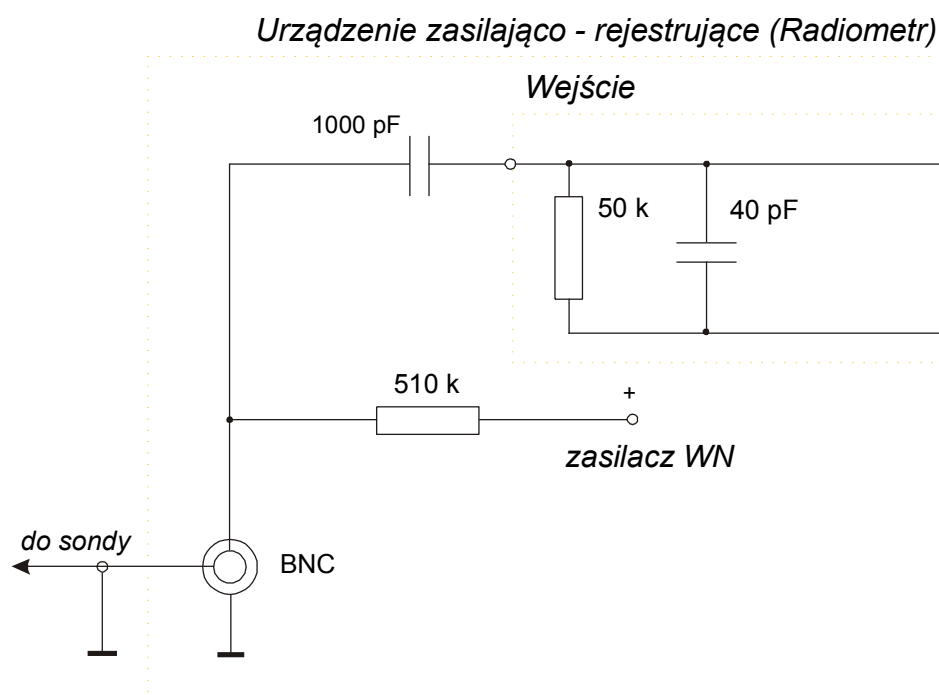 Urządzenie zasilająco - rejestrujące (Radiometr)
Wejście
1000 pF
50 k
40 pF
510 k
+
zasilacz WN
do sondy
BNC